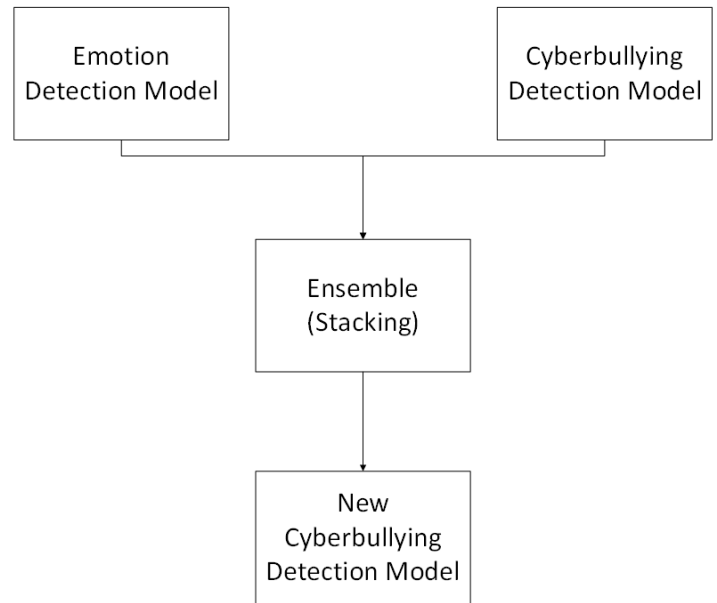 Emotion
Detection Model
Cyberbullying
Detection Model
Ensemble
(Stacking)
New
Cyberbullying
Detection Model